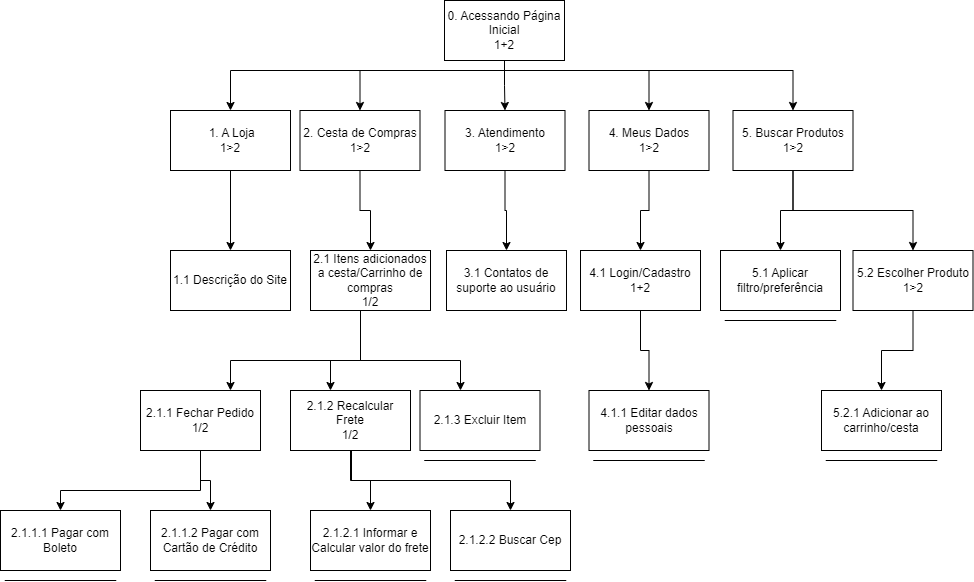 0. Acessando Página
Inicial
1+2
1. A Loja
1>2
2. Cesta de Compras
1>2
3. Atendimento
1>2
4. Meus Dados
1>2
5. Buscar Produtos
1>2
1.1 Descrição do Site
2.1 Itens adicionados
a cesta/Carrinho de
compras
1/2
3.1 Contatos de
suporte ao usuário
4.1 Login/Cadastro
1+2
5.1 Aplicar
filtro/preferência
5.2 Escolher Produto
1>2
2.1.1 Fechar Pedido
1/2
2.1.2 Recalcular
Frete
1/2
2.1.3 Excluir Item
4.1.1 Editar dados
pessoais
5.2.1 Adicionar ao
carrinho/cesta
2.1.1.1 Pagar com
Boleto
2.1.1.2 Pagar com
Cartão de Crédito
2.1.2.1 Informar e
Calcular valor do frete
2.1.2.2 Buscar Cep